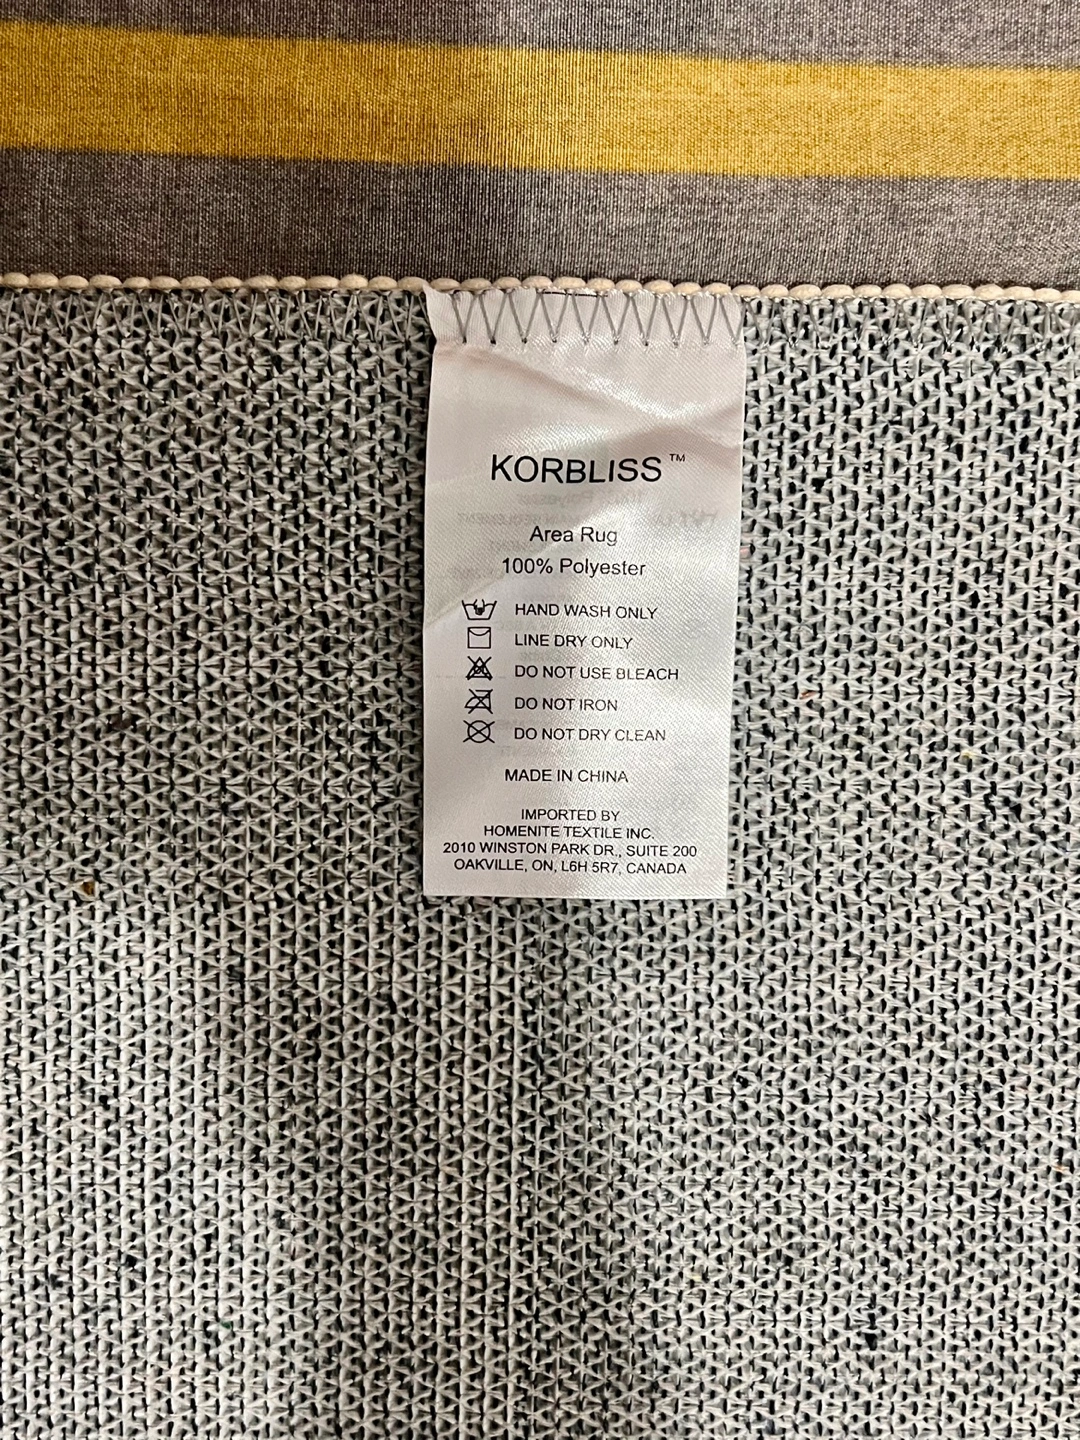 KORBLISS™
Area Rug
100% Polyester
HAND WASH ONLY
LINE DRY ONLY
DO NOT USE BLEACH
DO NOT IRON
DO NOT DRY CLEAN
MADE IN CHINA
IMPORTED BY
HOMENITE TEXTILE INC.
2010 WINSTON PARK DR., SUITE 200
OAKVILLE, ON, L6H 5R7, CANADA